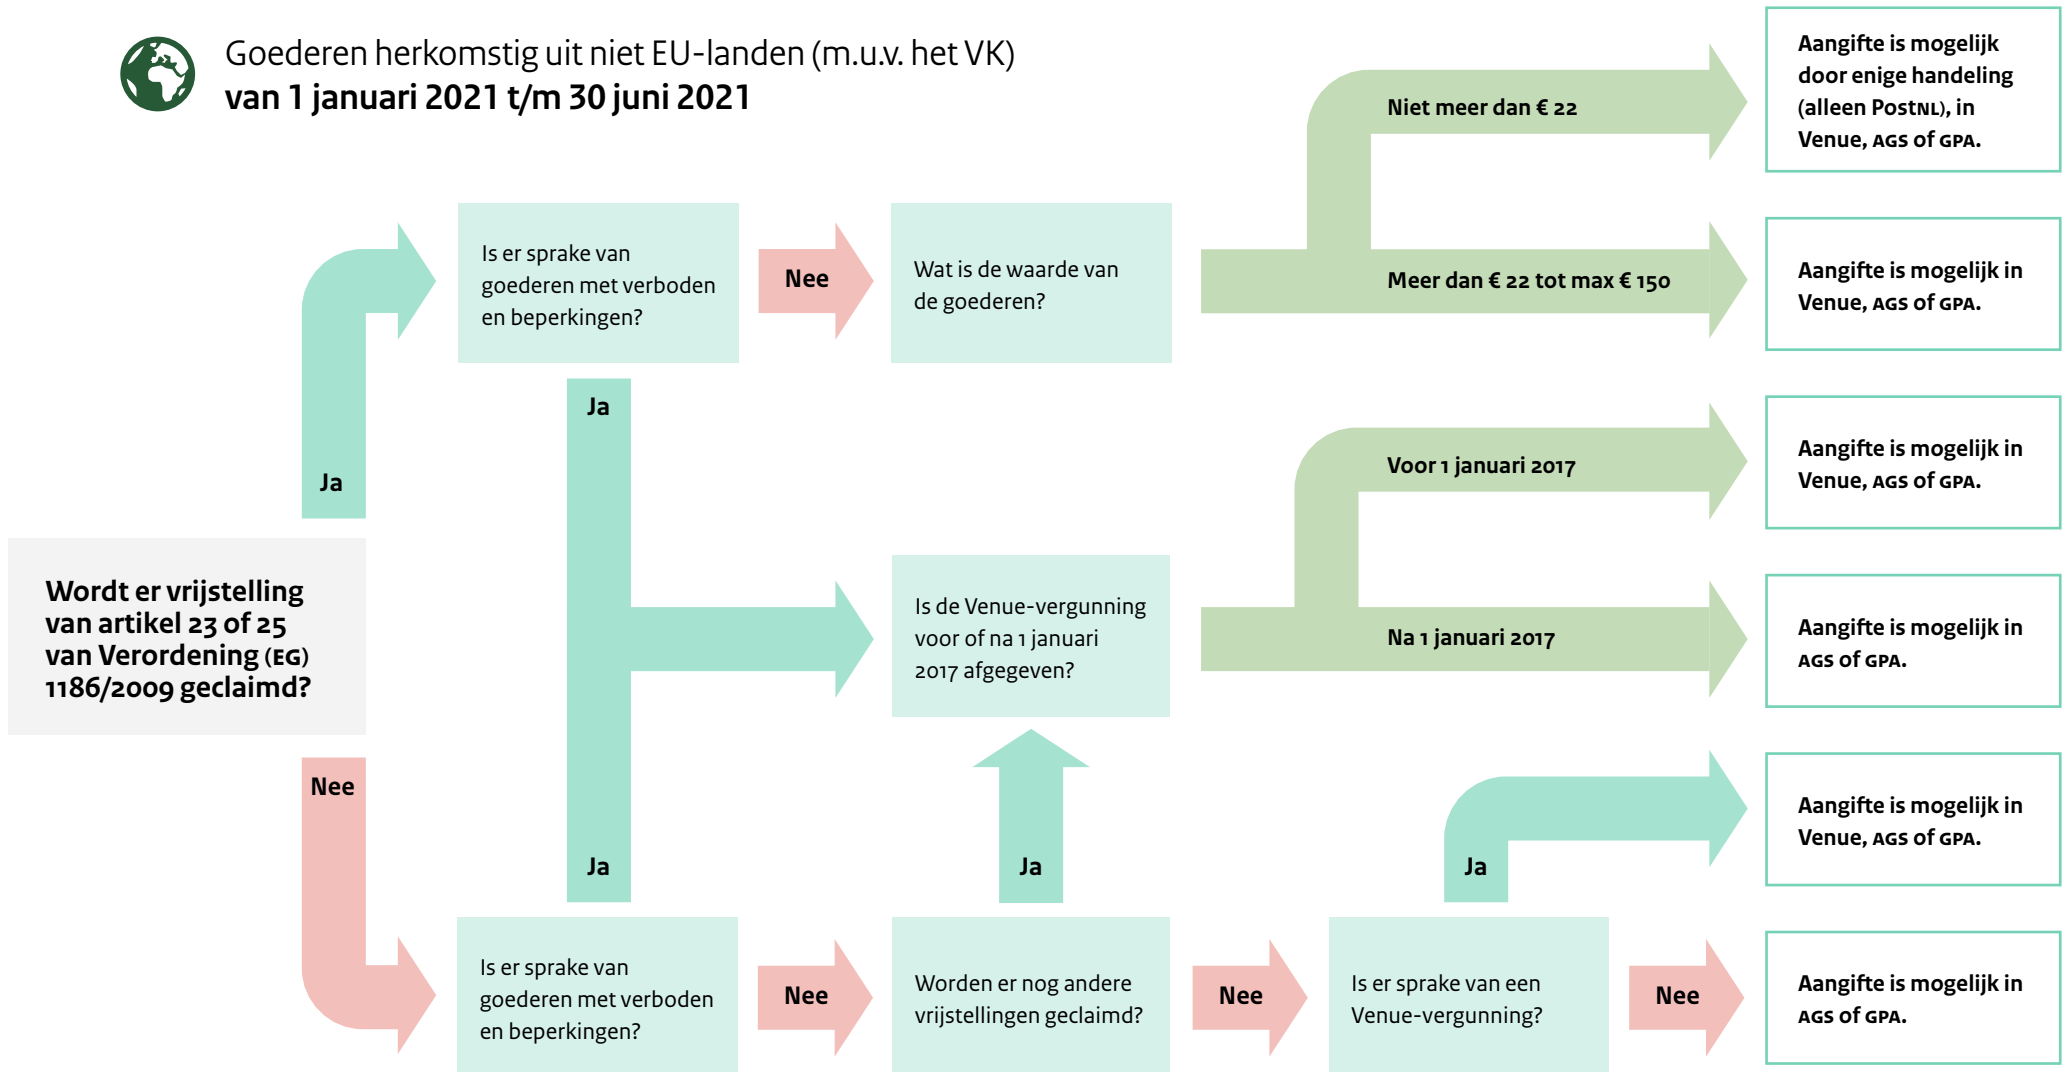 Goederen herkomstig uit niet EU-landen (m.u.v. het VK)
van 1 januari 2021 t/m 30 juni 2021
Wordt er vrijstelling
van artikel 23 of 25
van Verordening (EG)
1186/2009 geclaimd?
Ja
Is er sprake van
goederen met verboden
en beperkingen?
Nee
Wat is de waarde van
de goederen?
Niet meer dan € 22
Aangifte is mogelijk
door enige handeling
(alleen PostNL), in
Venue, AGS of GPA.
Meer dan € 22 tot max € 150
Aangifte is mogelijk in
Venue, AGS of GPA.
Ja
Is de Venue-vergunning
voor of na 1 januari
2017 afgegeven?
Voor 1 januari 2017
Aangifte is mogelijk in
Venue, AGS of GPA.
Na 1 januari 2017
Aangifte is mogelijk in
AGS of GPA.
Nee
Is er sprake van
goederen met verboden
en beperkingen?
Ja
Nee
Worden er nog andere
vrijstellingen geclaimd?
Ja
Nee
Is er sprake van een
Venue-vergunning?
Ja
Aangifte is mogelijk in
Venue, AGS of GPA.
Nee
Aangifte is mogelijk in
AGS of GPA.